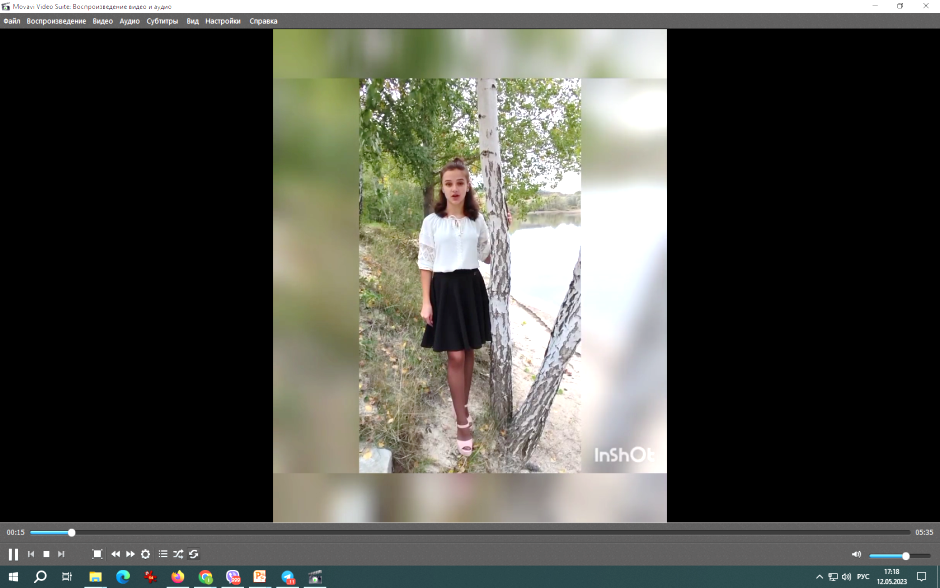 Movavi Video Suite: Воспроизведение видео и аудио
Файл Воспроизведение Видео Аудио Субтитры Вид Настройки Справка
InShOt
00:15 05:35
РУС 17:18
12.05.2023